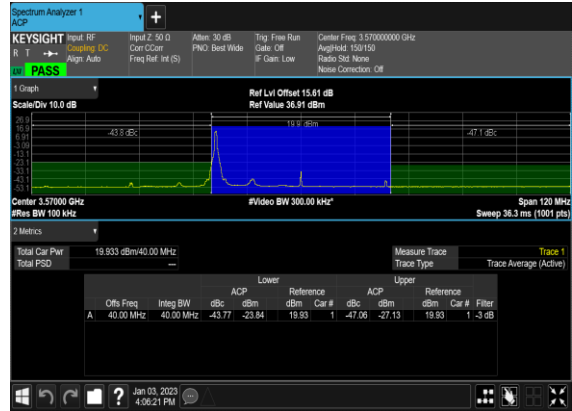 Spectrum Analyzer 1
ACP
KEYSIGHT Input: RF Input Z: 50 Ω Atten: 30 dB Trig: Free Run Center Freq: 3.570000000 GHz
R T Coupling: DC Corr CCorr PNO: Best Wide Gate: Off Avg|Hold: 150/150
Align: Auto Freq Ref: Int (S) IF Gain: Low Radio Std: None
PASS Noise Correction: Off
1 Graph Ref Lvl Offset 15.61 dB
Scale/Div 10.0 dB Ref Value 36.91 dBm
26.9
16.9
6.91
-3.09
-13.1
-23.1
-33.1
-43.1
-53.1
-43.8 dBc 19.9 dBm -47.1 dBc
Center 3.57000 GHz #Video BW 300.00 kHz* Span 120 MHz
#Res BW 100 kHz Sweep 36.3 ms (1001 pts)
2 Metrics
Total Car Pwr 19.933 dBm/40.00 MHz Measure Trace Trace 1
Total PSD --- Trace Type Trace Average (Active)
Lower Upper
ACP Reference ACP Reference
Offs Freq Integ BW dBc dBm dBm Car # dBc dBm dBm Car # Filter
A 40.00 MHz 40.00 MHz -43.77 -23.84 19.93 1 -47.06 -27.13 19.93 1 -3 dB
?
Jan 03, 2023
4:06:21 PM